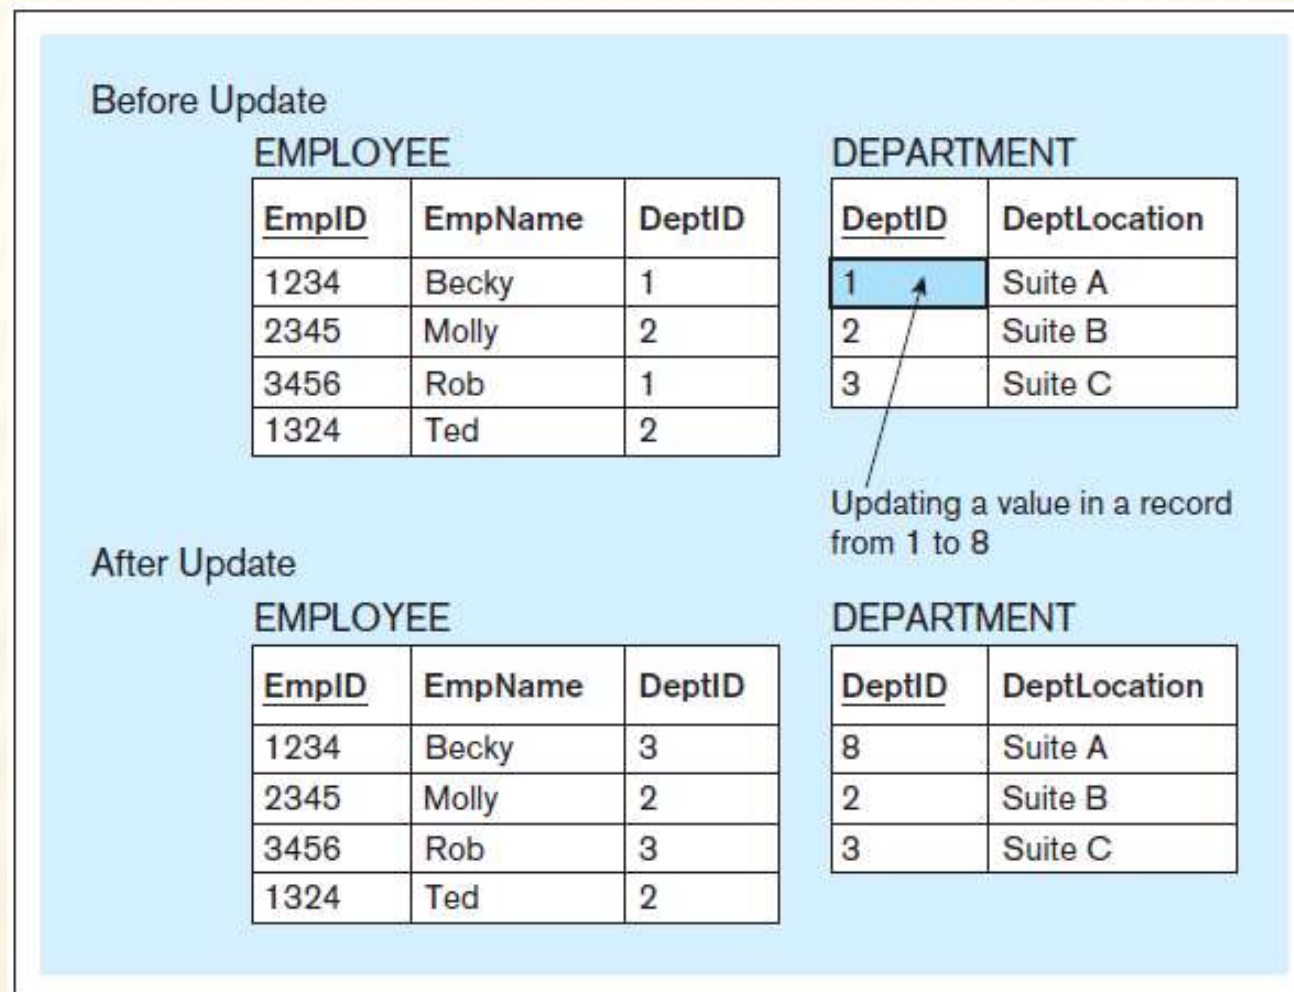 Before Update
EMPLOYEE
EmpID EmpName DeptID
1234 Becky 1
2345 Molly 2
3456 Rob 1
1324 Ted 2
DEPARTMENT
DeptID DeptLocation
1 Suite A
2 Suite B
3 Suite C
Updating a value in a record
from 1 to 8
After Update
EMPLOYEE
EmpID EmpName DeptID
1234 Becky 3
2345 Molly 2
3456 Rob 3
1324 Ted 2
DEPARTMENT
DeptID DeptLocation
8 Suite A
2 Suite B
3 Suite C